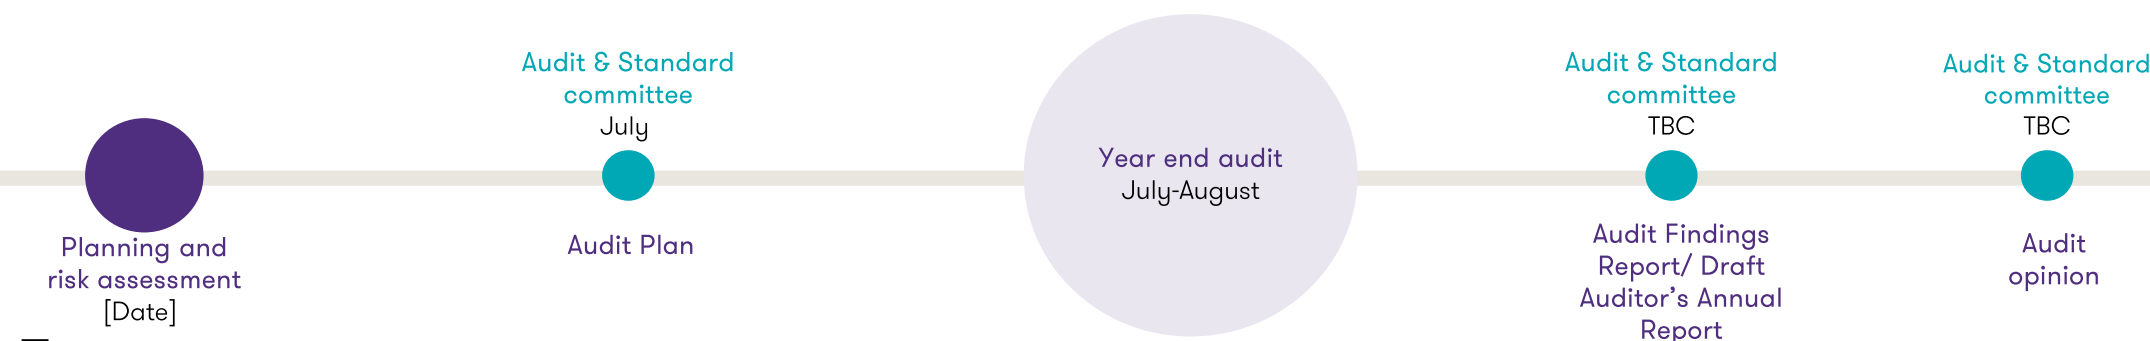 Planning and
risk assessment
[Date]
Audit & Standard
committee
July
Audit Plan
Year end audit
July-August
Audit & Standard
committee
TBC
Audit Findings
Report/ Draft
Auditor's Annual
Report
Audit & Standard
committee
TBC
Audit
opinion